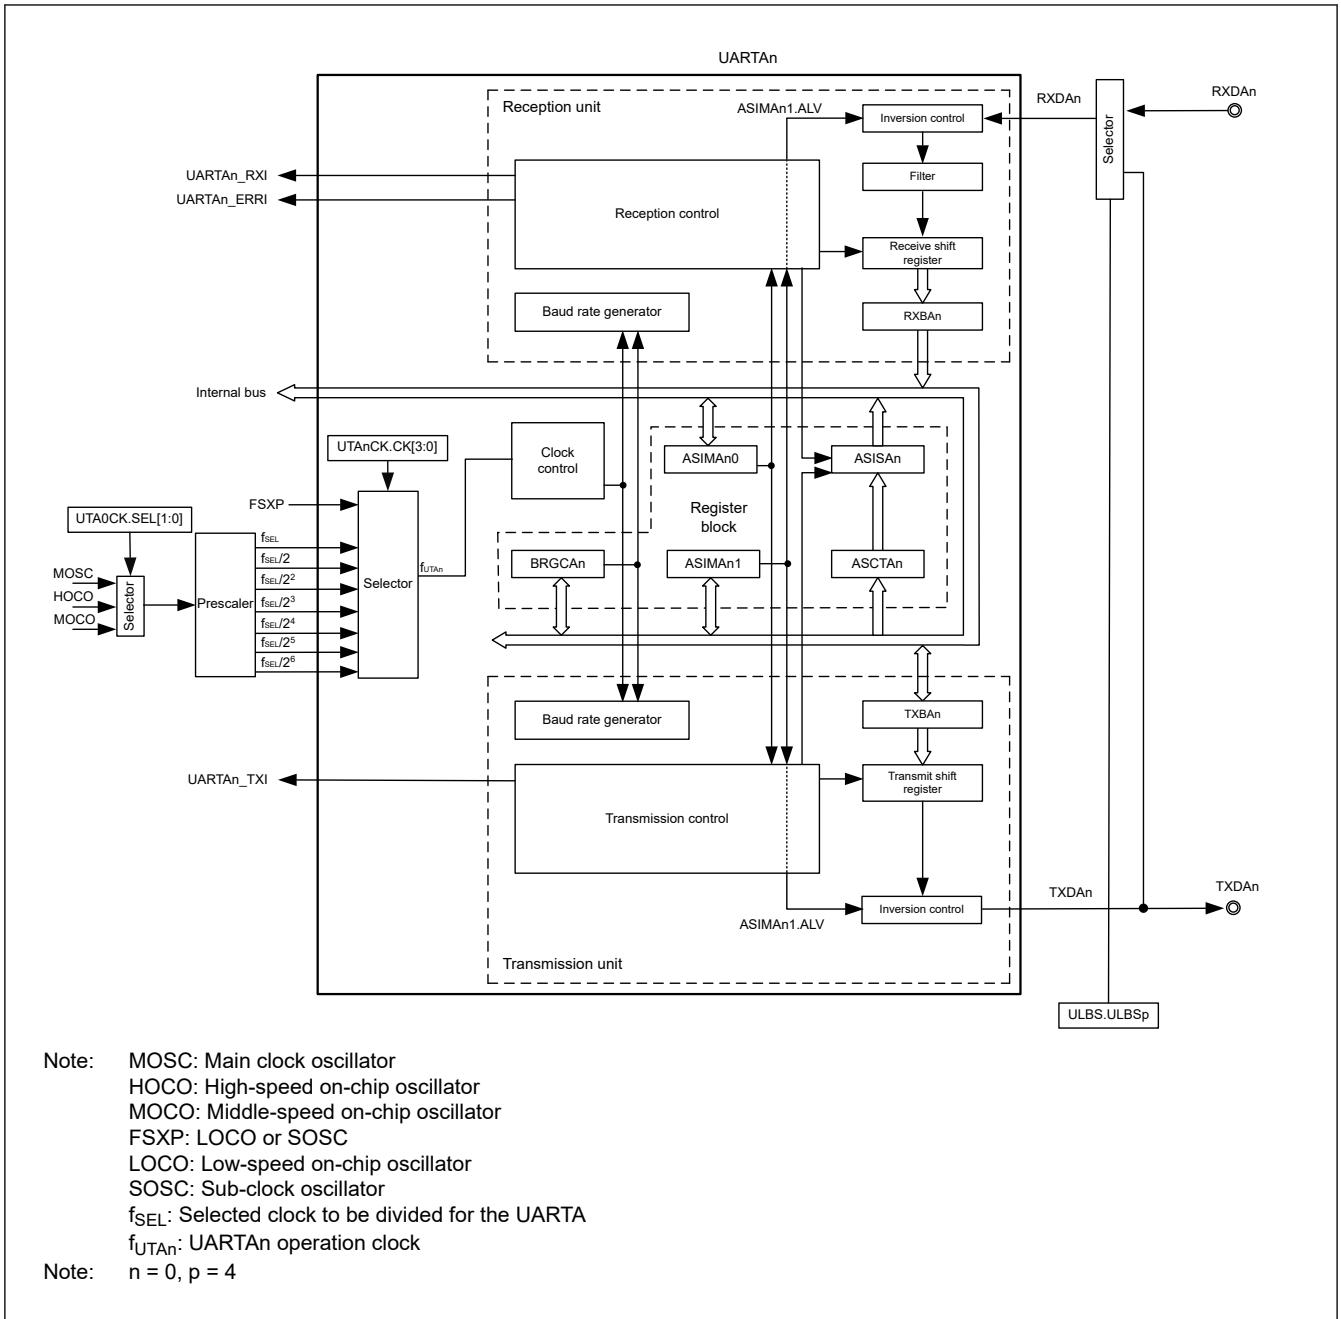 UARTAn
Reception unit
ASIMAn1.ALV
Inversion control
RXDAn
Selector
RXDAn
UARTAn_RXI
UARTAn_ERRI
Reception control
Filter
Receive shift
register
Baud rate generator
RXBAn
Internal bus
UTAnCK.CK[3:0]
Clock
control
ASIMAn0
ASISAn
FSXP
Register
block
UTA0CK.SEL[1:0]
MOSC
HOCO
MOCO
Selector
Prescaler
fSEL
fSEL/2
fSEL/2²
fSEL/2³
fSEL/2⁴
fSEL/2⁵
fSEL/2⁶
Selector
fUTAn
BRGCAn
ASIMAn1
ASCTAn
Baud rate generator
TXBAn
UARTAn_TXI
Transmission control
Transmit shift
register
ASIMAn1.ALV
Inversion control
TXDAn
TXDAn
Transmission unit
ULBS.ULBSp
Note: MOSC: Main clock oscillator
HOCO: High-speed on-chip oscillator
MOCO: Middle-speed on-chip oscillator
FSXP: LOCO or SOSC
LOCO: Low-speed on-chip oscillator
SOSC: Sub-clock oscillator
fSEL: Selected clock to be divided for the UARTA
fUTAn: UARTAn operation clock
Note: n = 0, p = 4